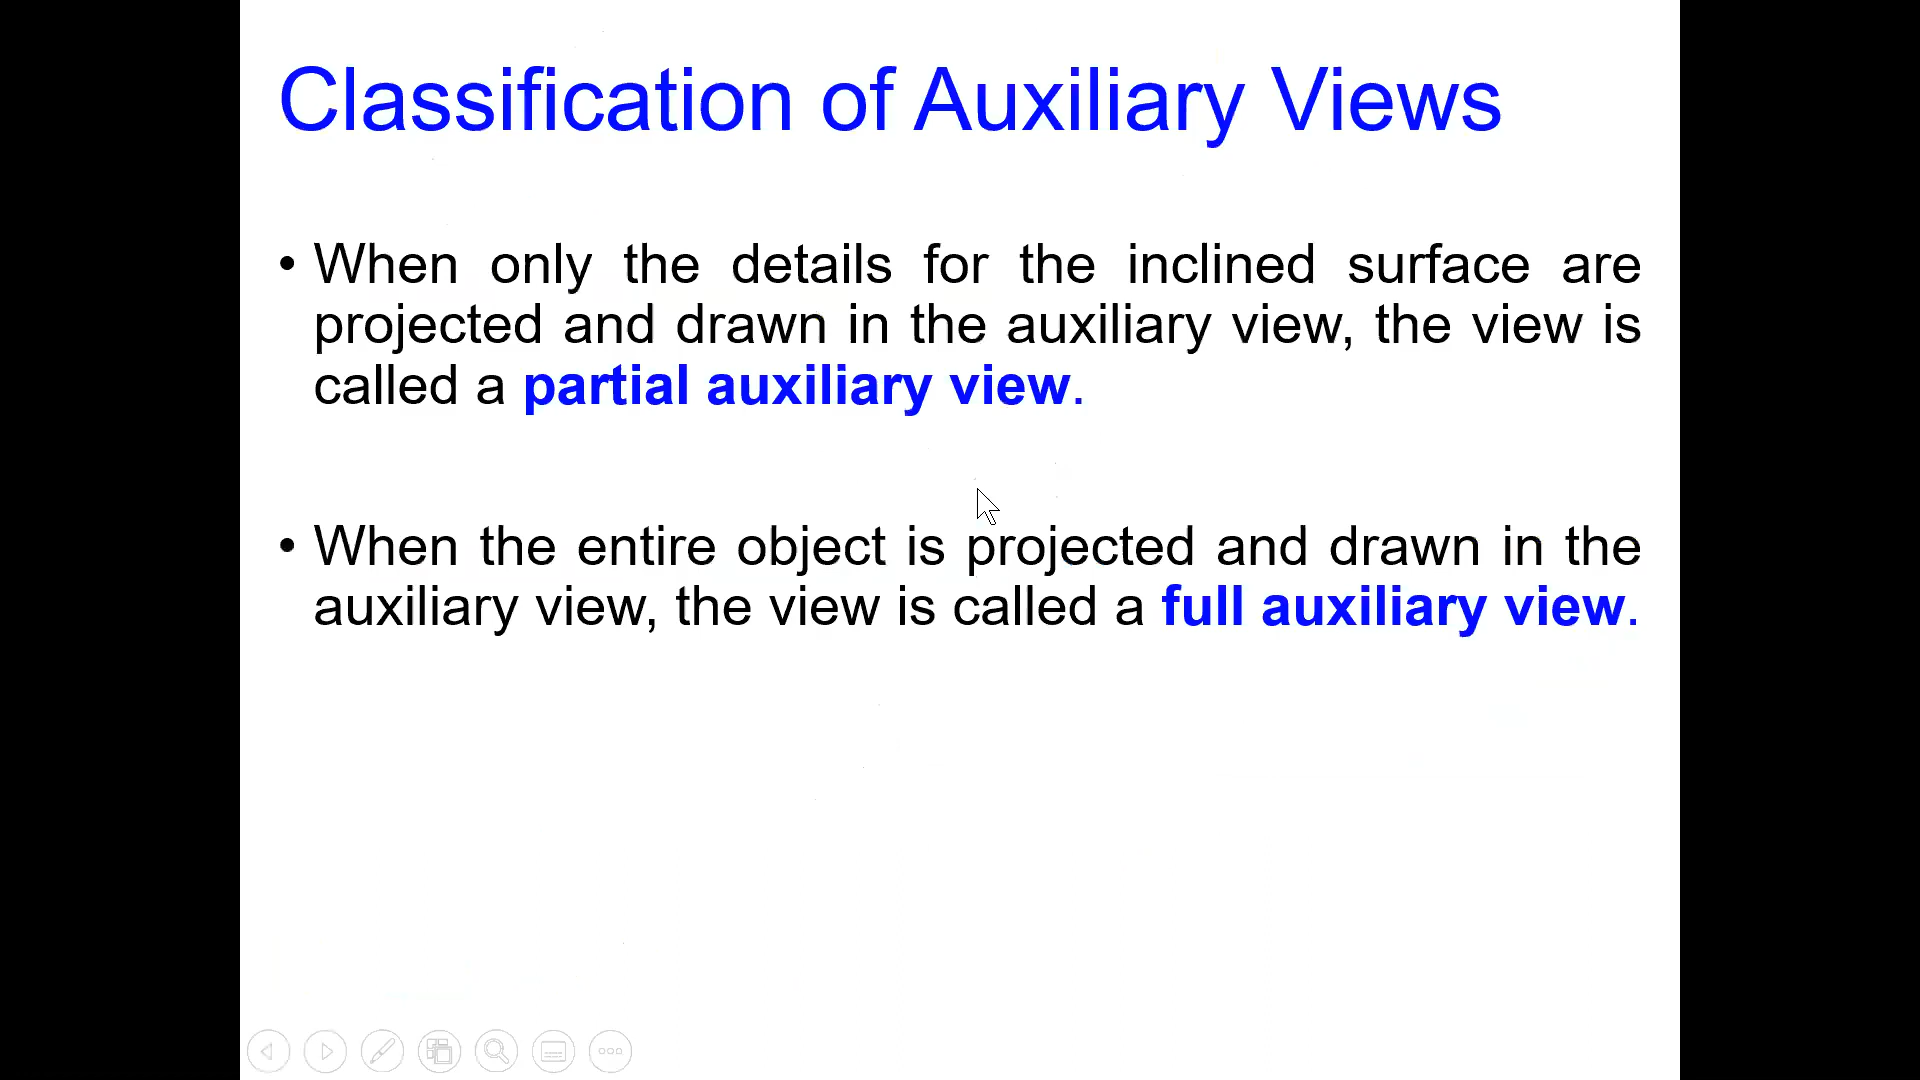 Classification of Auxiliary Views
• When only the details for the inclined surface are
projected and drawn in the auxiliary view, the view is
called a partial auxiliary view.
• When the entire object is projected and drawn in the
auxiliary view, the view is called a full auxiliary view.